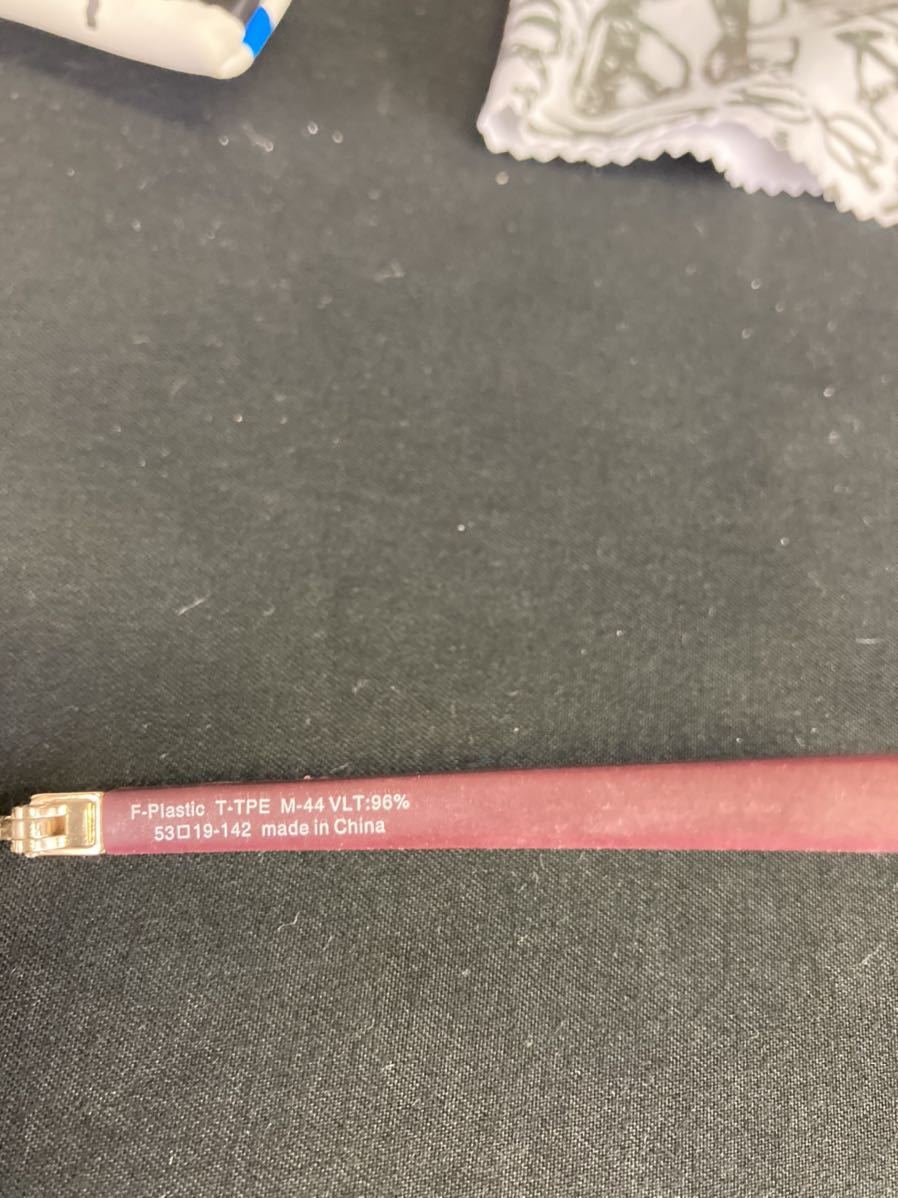 F-Plastic T-TPE M-44 VLT:96%
53□19-142 made in China